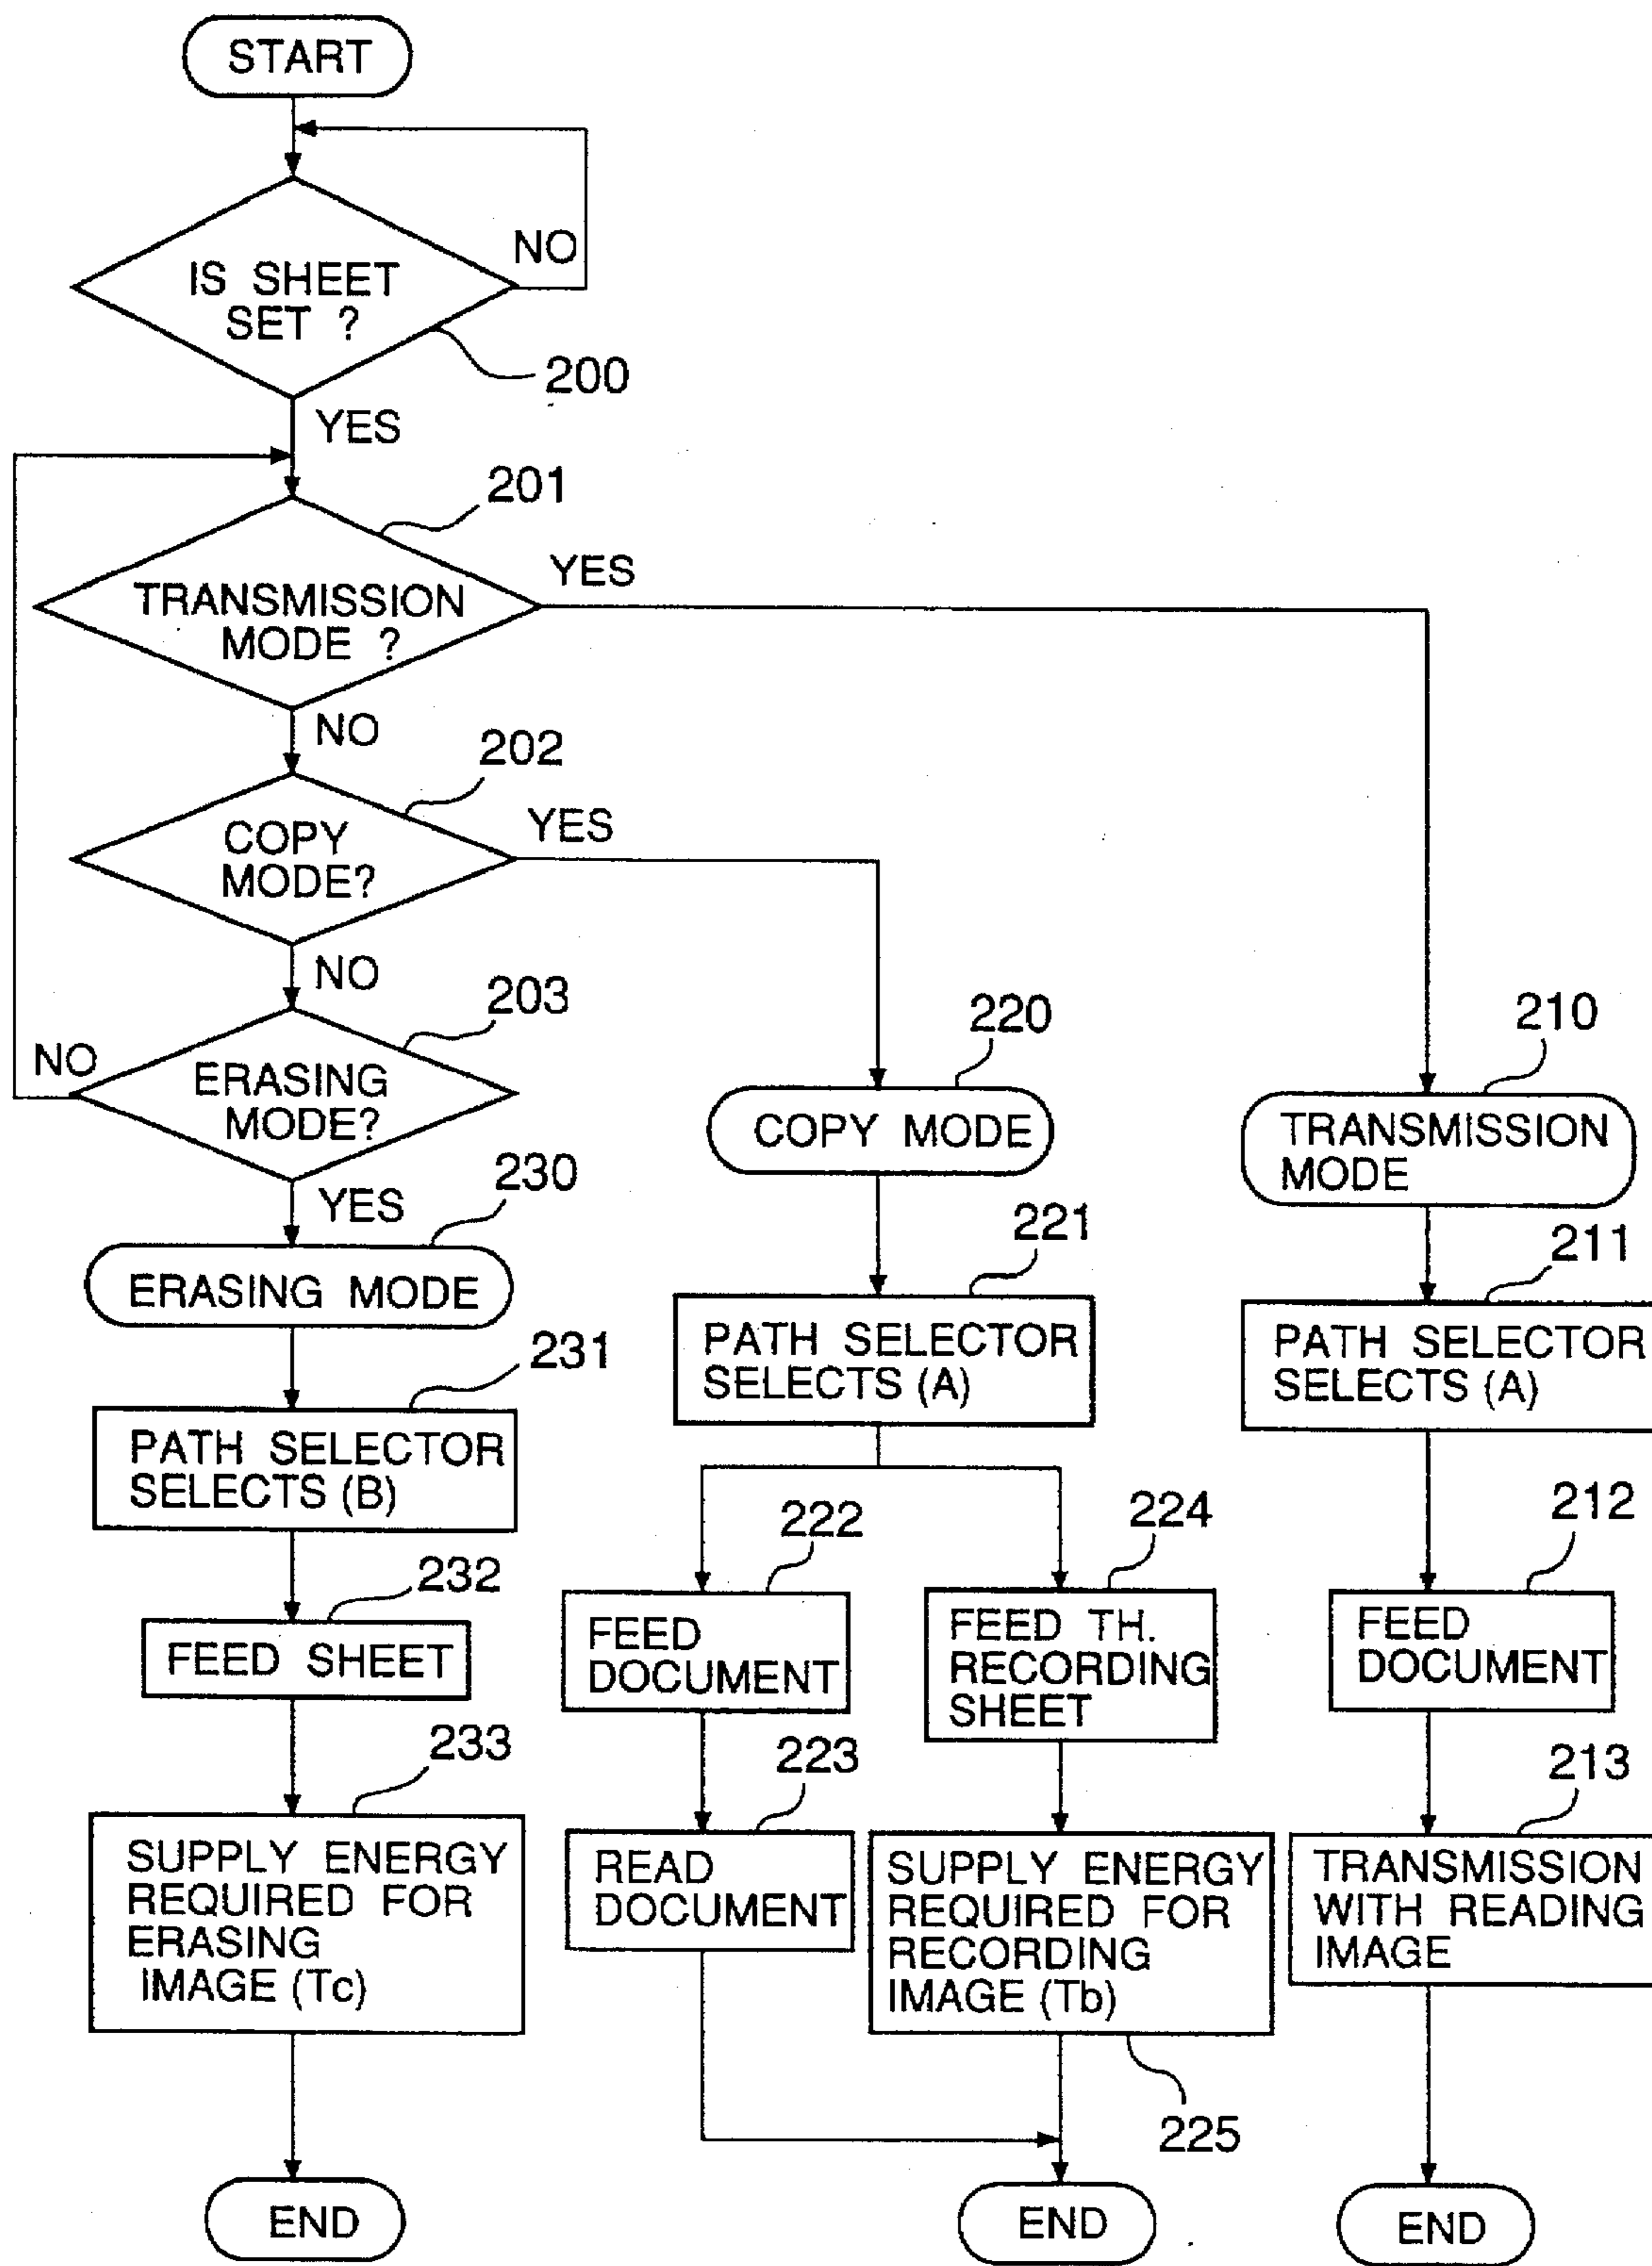 START
NO
IS SHEET
SET ?
200
YES
201
YES
TRANSMISSION
MODE ?
NO
202
YES
COPY
MODE?
NO
203
NO
ERASING
MODE?
YES
230
ERASING MODE
231
PATH SELECTOR
SELECTS (B)
232
FEED SHEET
233
SUPPLY ENERGY
REQUIRED FOR
ERASING
IMAGE (Tc)
END
220
COPY MODE
221
PATH SELECTOR
SELECTS (A)
222
FEED
DOCUMENT
223
READ
DOCUMENT
224
FEED TH.
RECORDING
SHEET
SUPPLY ENERGY
REQUIRED FOR
RECORDING
IMAGE (Tb)
225
END
210
TRANSMISSION
MODE
211
PATH SELECTOR
SELECTS (A)
212
FEED
DOCUMENT
213
TRANSMISSION
WITH READING
IMAGE
END